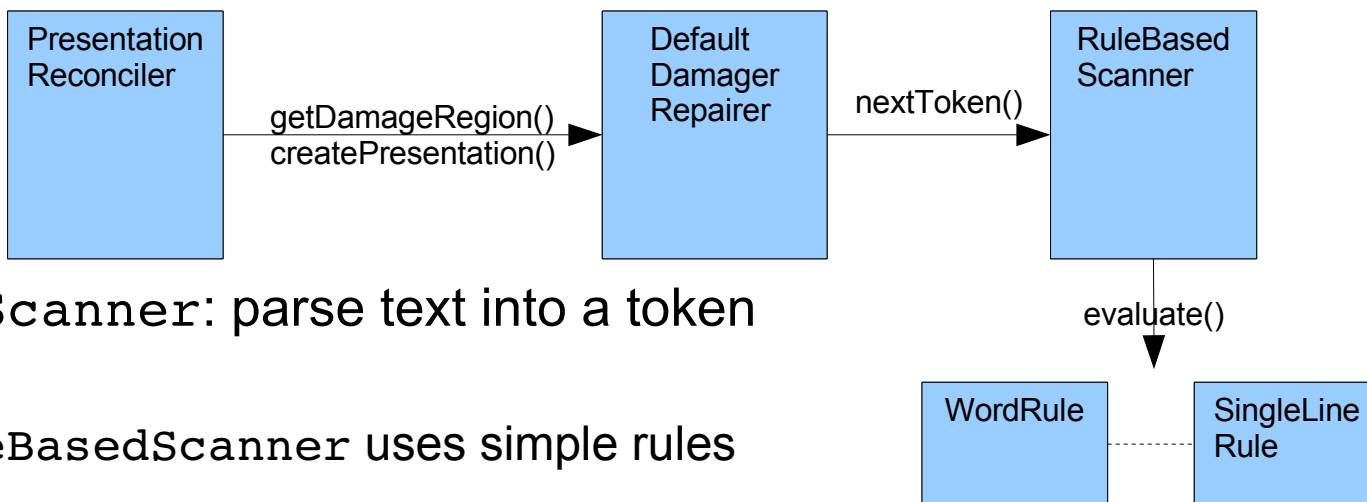 Presentation
Reconciler
getDamageRegion()
createPresentation()
Default
Damager
Repairer
nextToken()
RuleBased
Scanner
Scanner: parse text into a token
evaluate()
eBasedScanner uses simple rules
WordRule
SingleLine
Rule